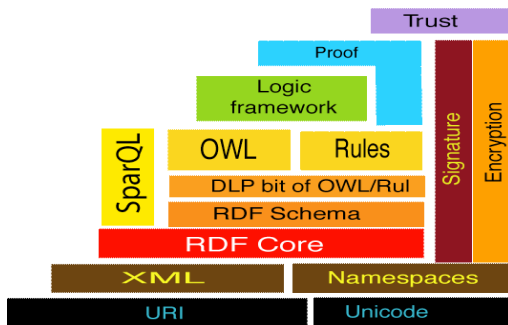 Trust
Proof
Logic
framework
Signature
Encryption
SparQL
OWL
Rules
DLP bit of OWL/Rul
RDF Schema
RDF Core
XML
Namespaces
URI
Unicode